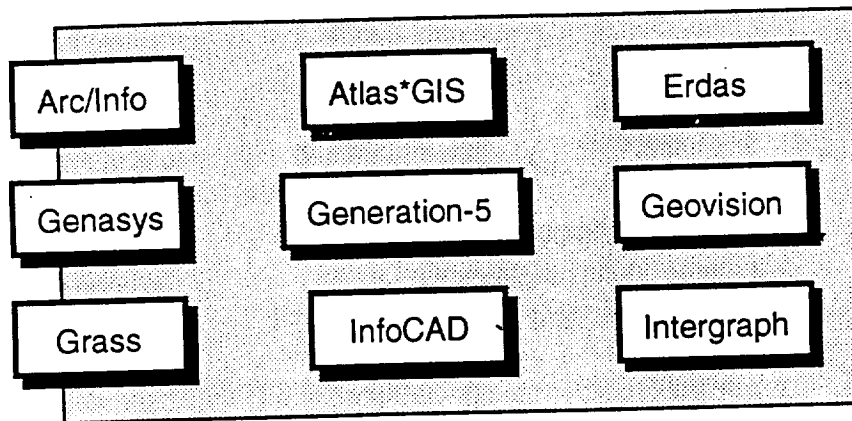 Arc/Info
Atlas*GIS
Erdas
Genasys
Generation-5
Geovision
Grass
InfoCAD
Intergraph